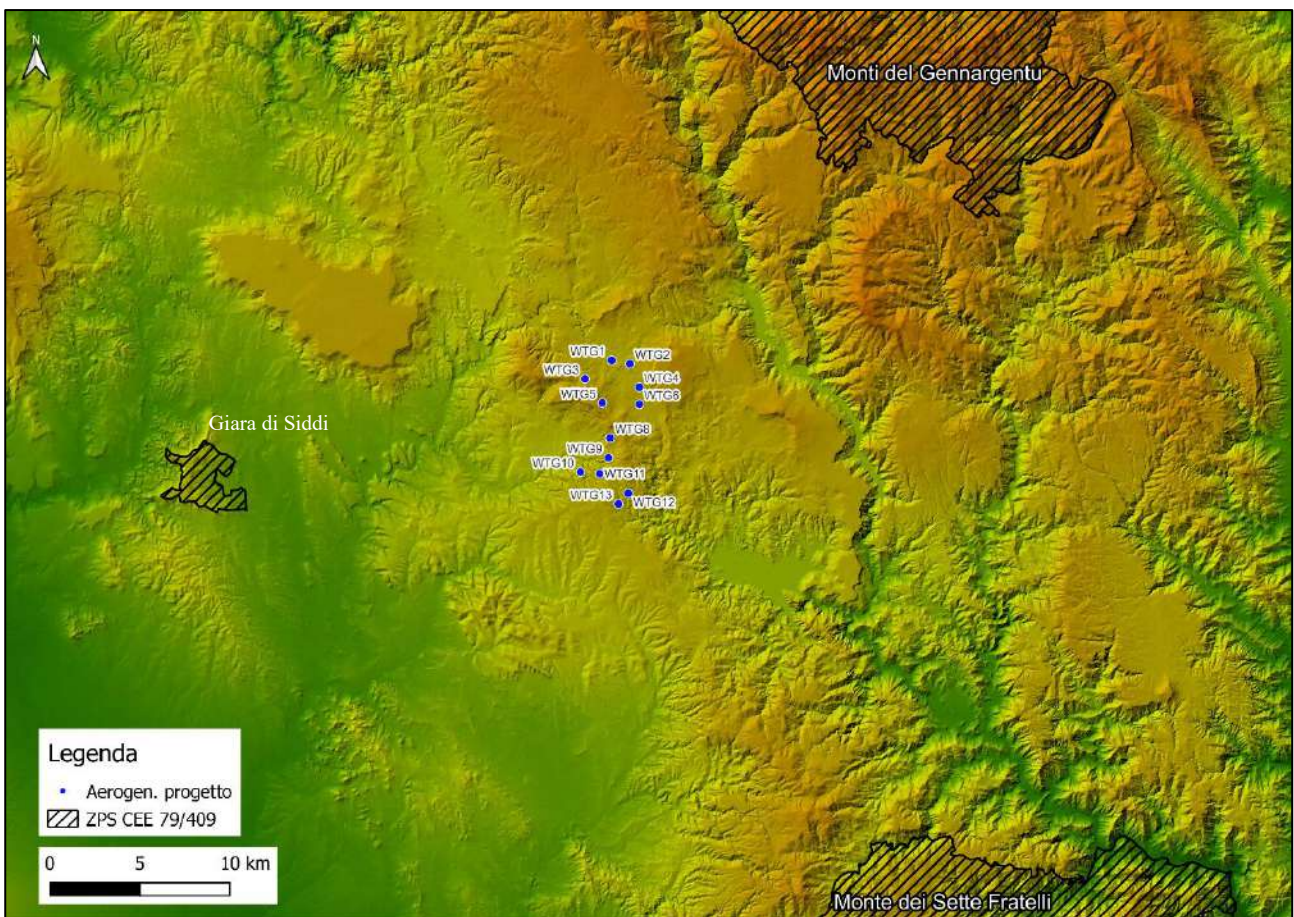 N
Monti del Gennargentu
WTG1
WTG2
WTG3
WTG4
WTG5
WTG6
Giara di Siddi
WTG8
WTG9
WTG10
WTG11
WTG13
WTG12
Legenda
Aerogen. progetto
ZPS CEE 79/409
0 5 10 km
Monte dei Sette Fratelli